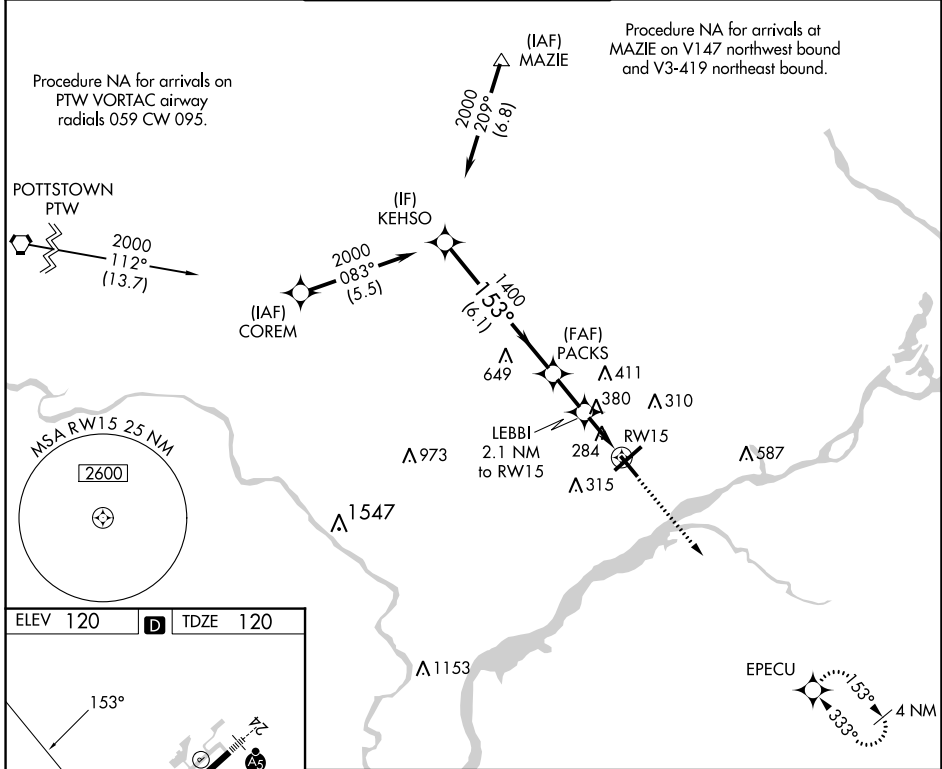 (IAF)
MAZIE
Procedure NA for arrivals at
MAZIE on V147 northwest bound
and V3-419 northeast bound.
Procedure NA for arrivals on
PTW VORTAC airway
radials 059 CW 095.
2000
209°
(6.8)
POTTSTOWN
PTW
2000
112°
(13.7)
(IF)
KEHSO
2000
083°
(5.5)
(IAF)
COREM
1400
153°
(6.1)
(FAF)
PACKS
649
411
380
310
LEBBI
2.1 NM
to RW15
284
RW15
587
973
315
MSA RW15 25 NM
2600
1547
1153
ELEV 120
D
TDZE 120
153°
24
A5
P
EPECU
153°
333°
4 NM